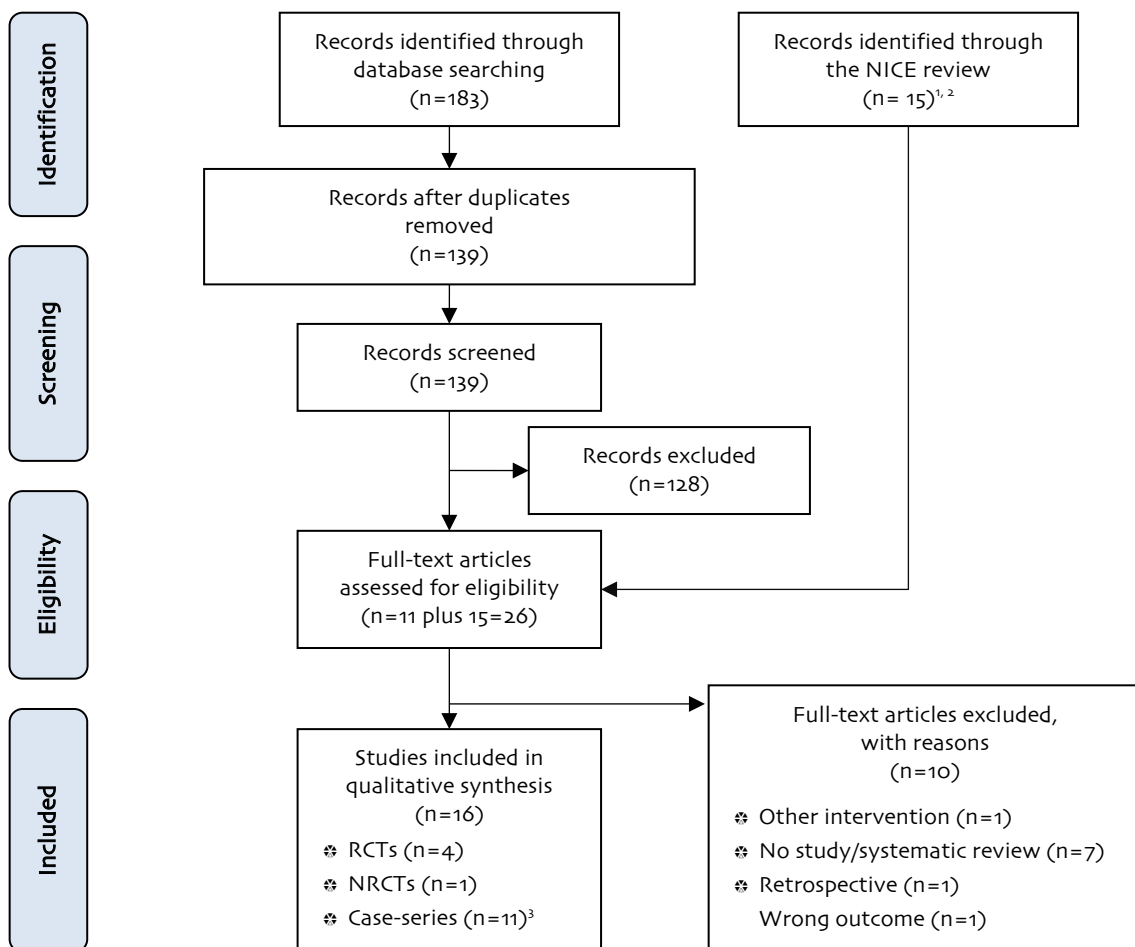 Identification
Records identified through
database searching
(n=183)
Records identified through
the NICE review
(n= 15)1, 2
Records after duplicates
removed
(n=139)
Screening
Records screened
(n=139)
Records excluded
(n=128)
Eligibility
Full-text articles
assessed for eligibility
(n=11 plus 15=26)
Included
Studies included in
qualitative synthesis
(n=16)
RCTs (n=4)
NRCTs (n=1)
Case-series (n=11)3
Full-text articles excluded,
with reasons
(n=10)
Other intervention (n=1)
No study/systematic review (n=7)
Retrospective (n=1)
Wrong outcome (n=1)